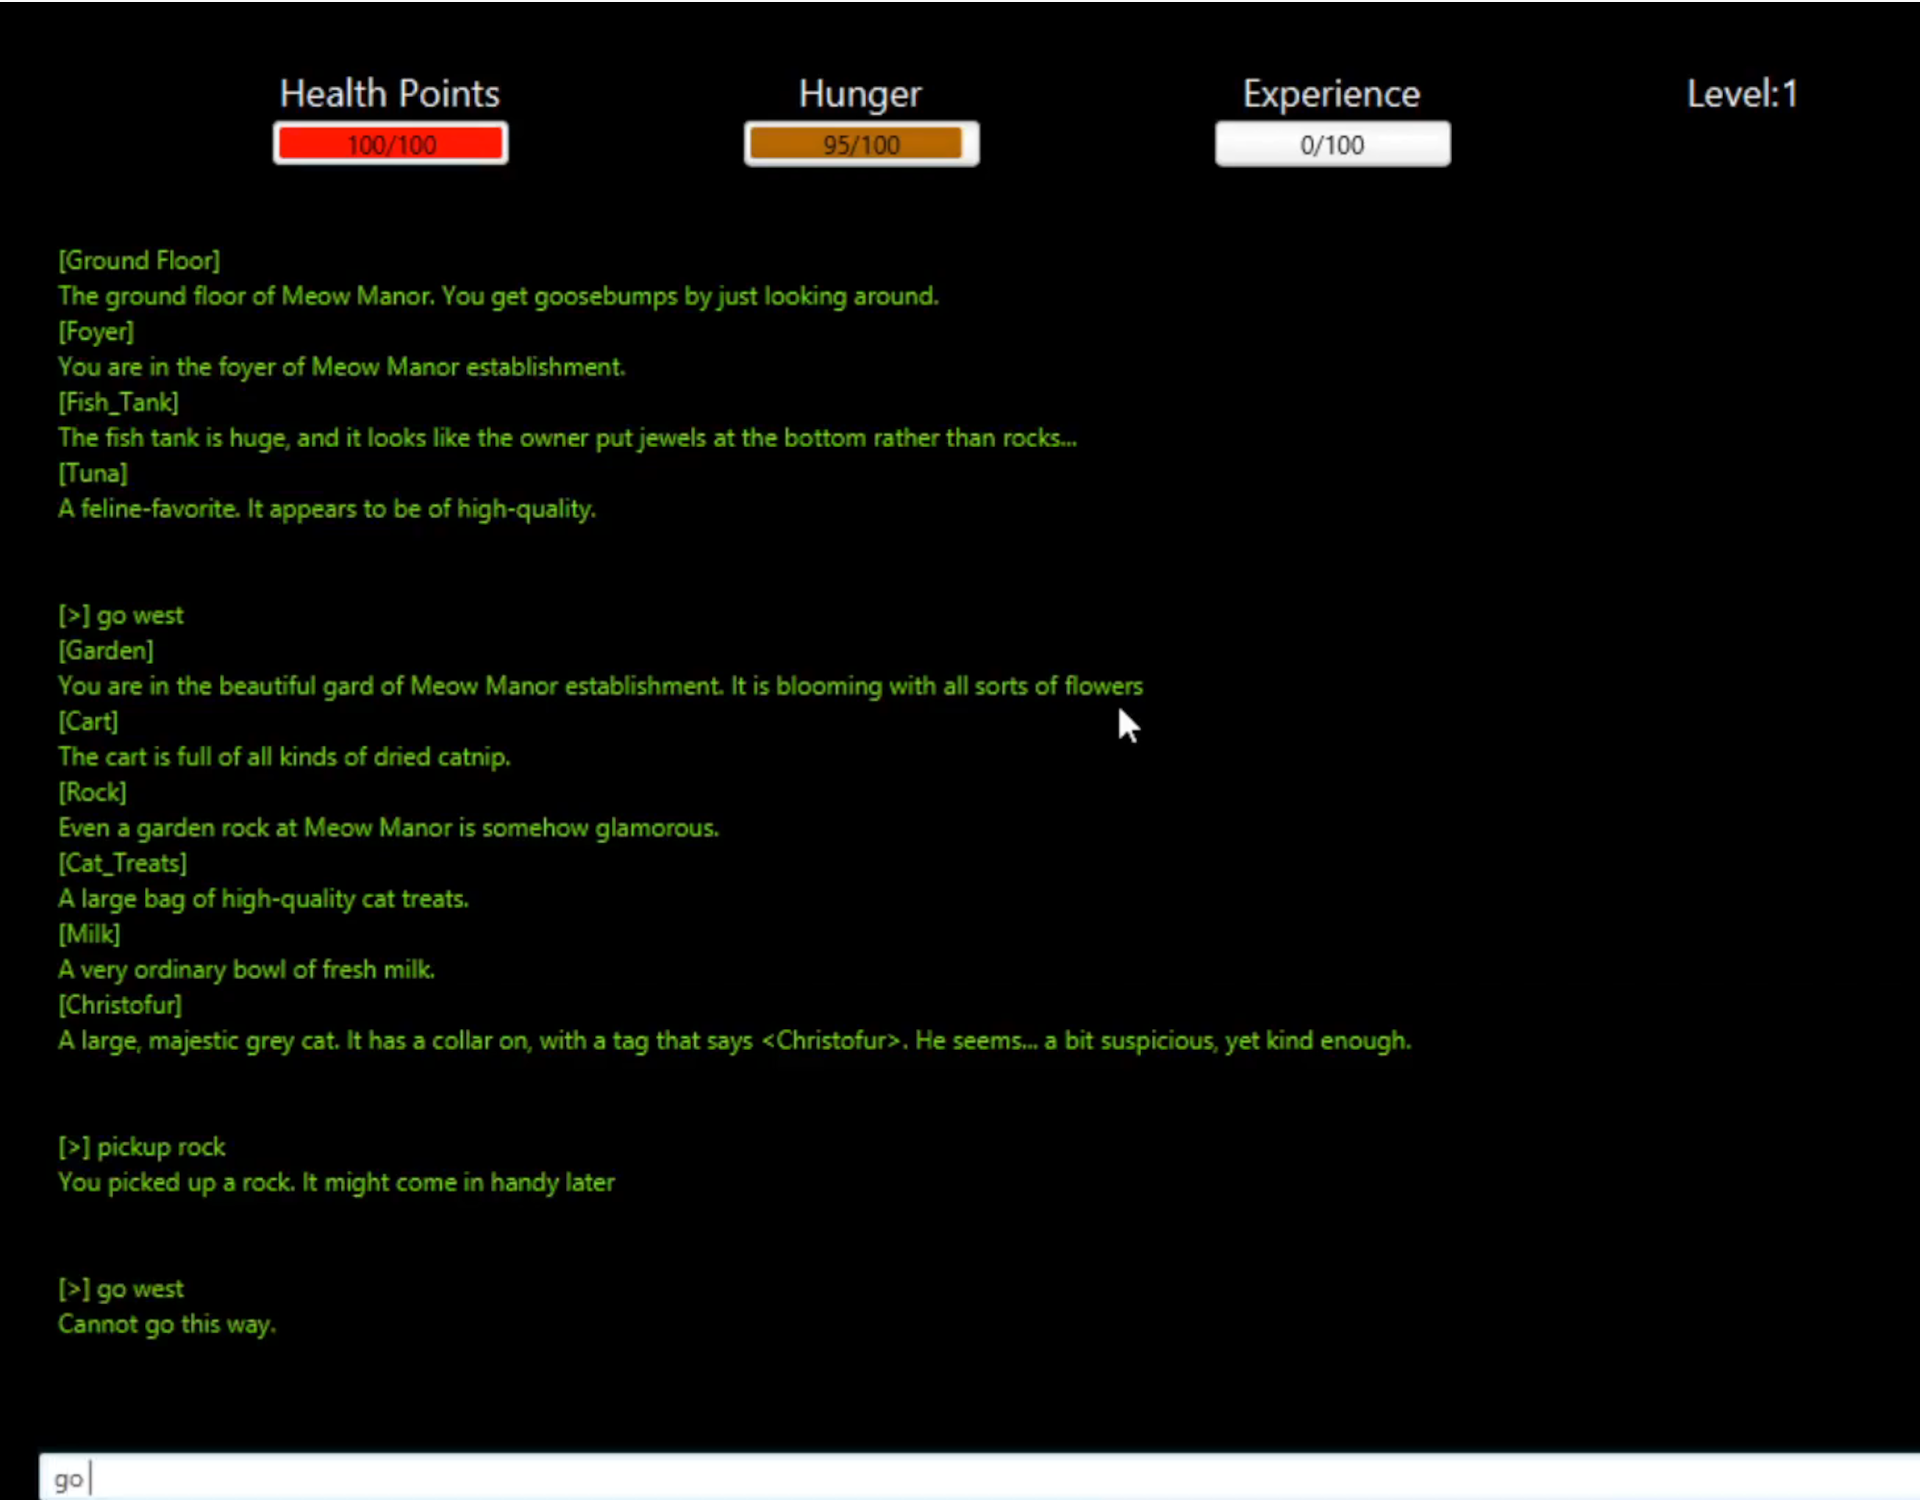 Health Points Hunger Experience Level:1
100/100 95/100 0/100
[Ground Floor]
The ground floor of Meow Manor. You get goosebumps by just looking around.
[Foyer]
You are in the foyer of Meow Manor establishment.
[Fish_Tank]
The fish tank is huge, and it looks like the owner put jewels at the bottom rather than rocks...
[Tuna]
A feline-favorite. It appears to be of high-quality.
[>] go west
[Garden]
You are in the beautiful gard of Meow Manor establishment. It is blooming with all sorts of flowers
[Cart]
The cart is full of all kinds of dried catnip.
[Rock]
Even a garden rock at Meow Manor is somehow glamorous.
[Cat_Treats]
A large bag of high-quality cat treats.
[Milk]
A very ordinary bowl of fresh milk.
[Christofur]
A large, majestic grey cat. It has a collar on, with a tag that says <Christofur>. He seems... a bit suspicious, yet kind enough.
[>] pickup rock
You picked up a rock. It might come in handy later
[>] go west
Cannot go this way.
go